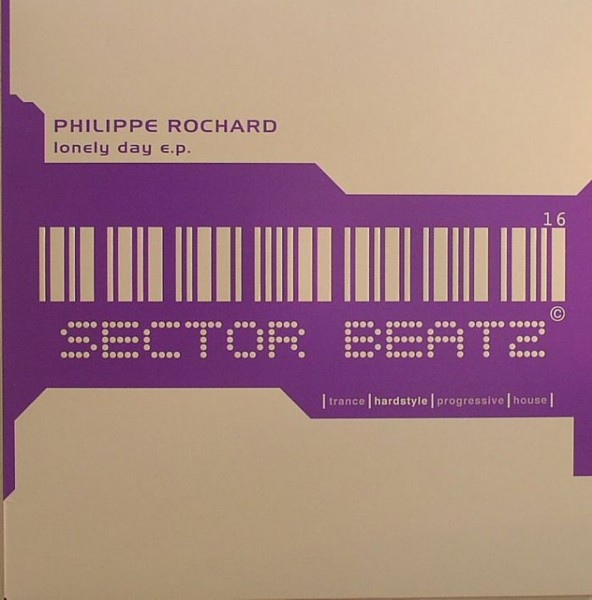 PHILIPPE ROCHARD
lonely day e.p.
16
SECTOR BEATZ ©
|trance|hardstyle|progressive|house|